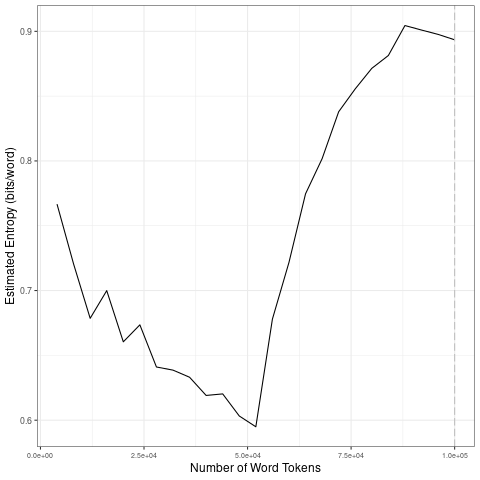 0.9
0.8
0.7
0.6
Estimated Entropy (bits/word)
0.0e+00 2.5e+04 5.0e+04 7.5e+04 1.0e+05
Number of Word Tokens